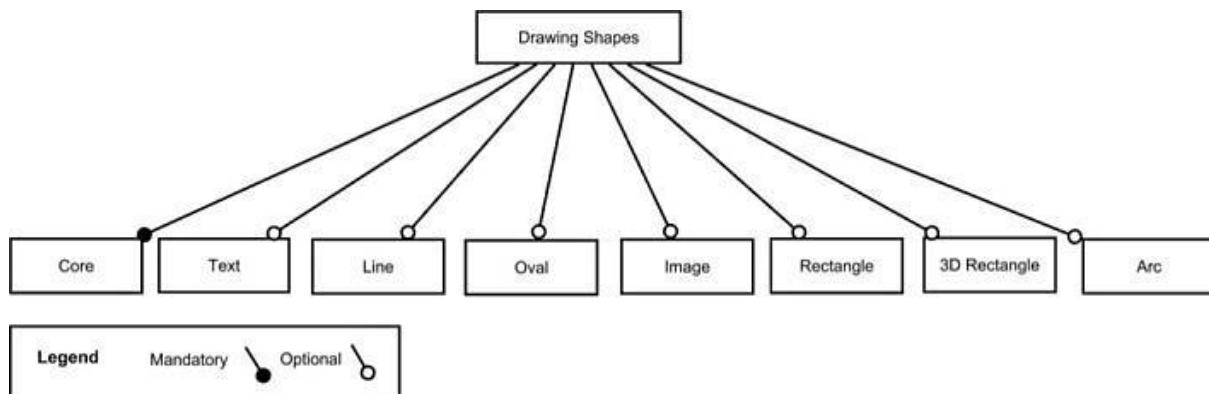 Drawing Shapes
Core
Text
Line
Oval
Image
Rectangle
3D Rectangle
Arc
Legend Mandatory Optional